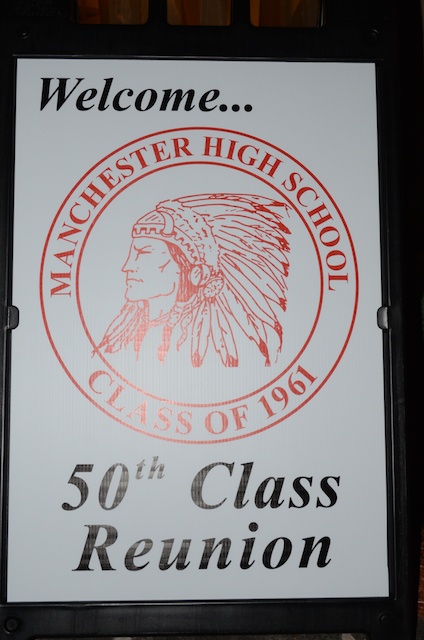 Welcome...
MANCHESTER HIGH SCHOOL
CLASS OF 1961
50th Class
Reunion